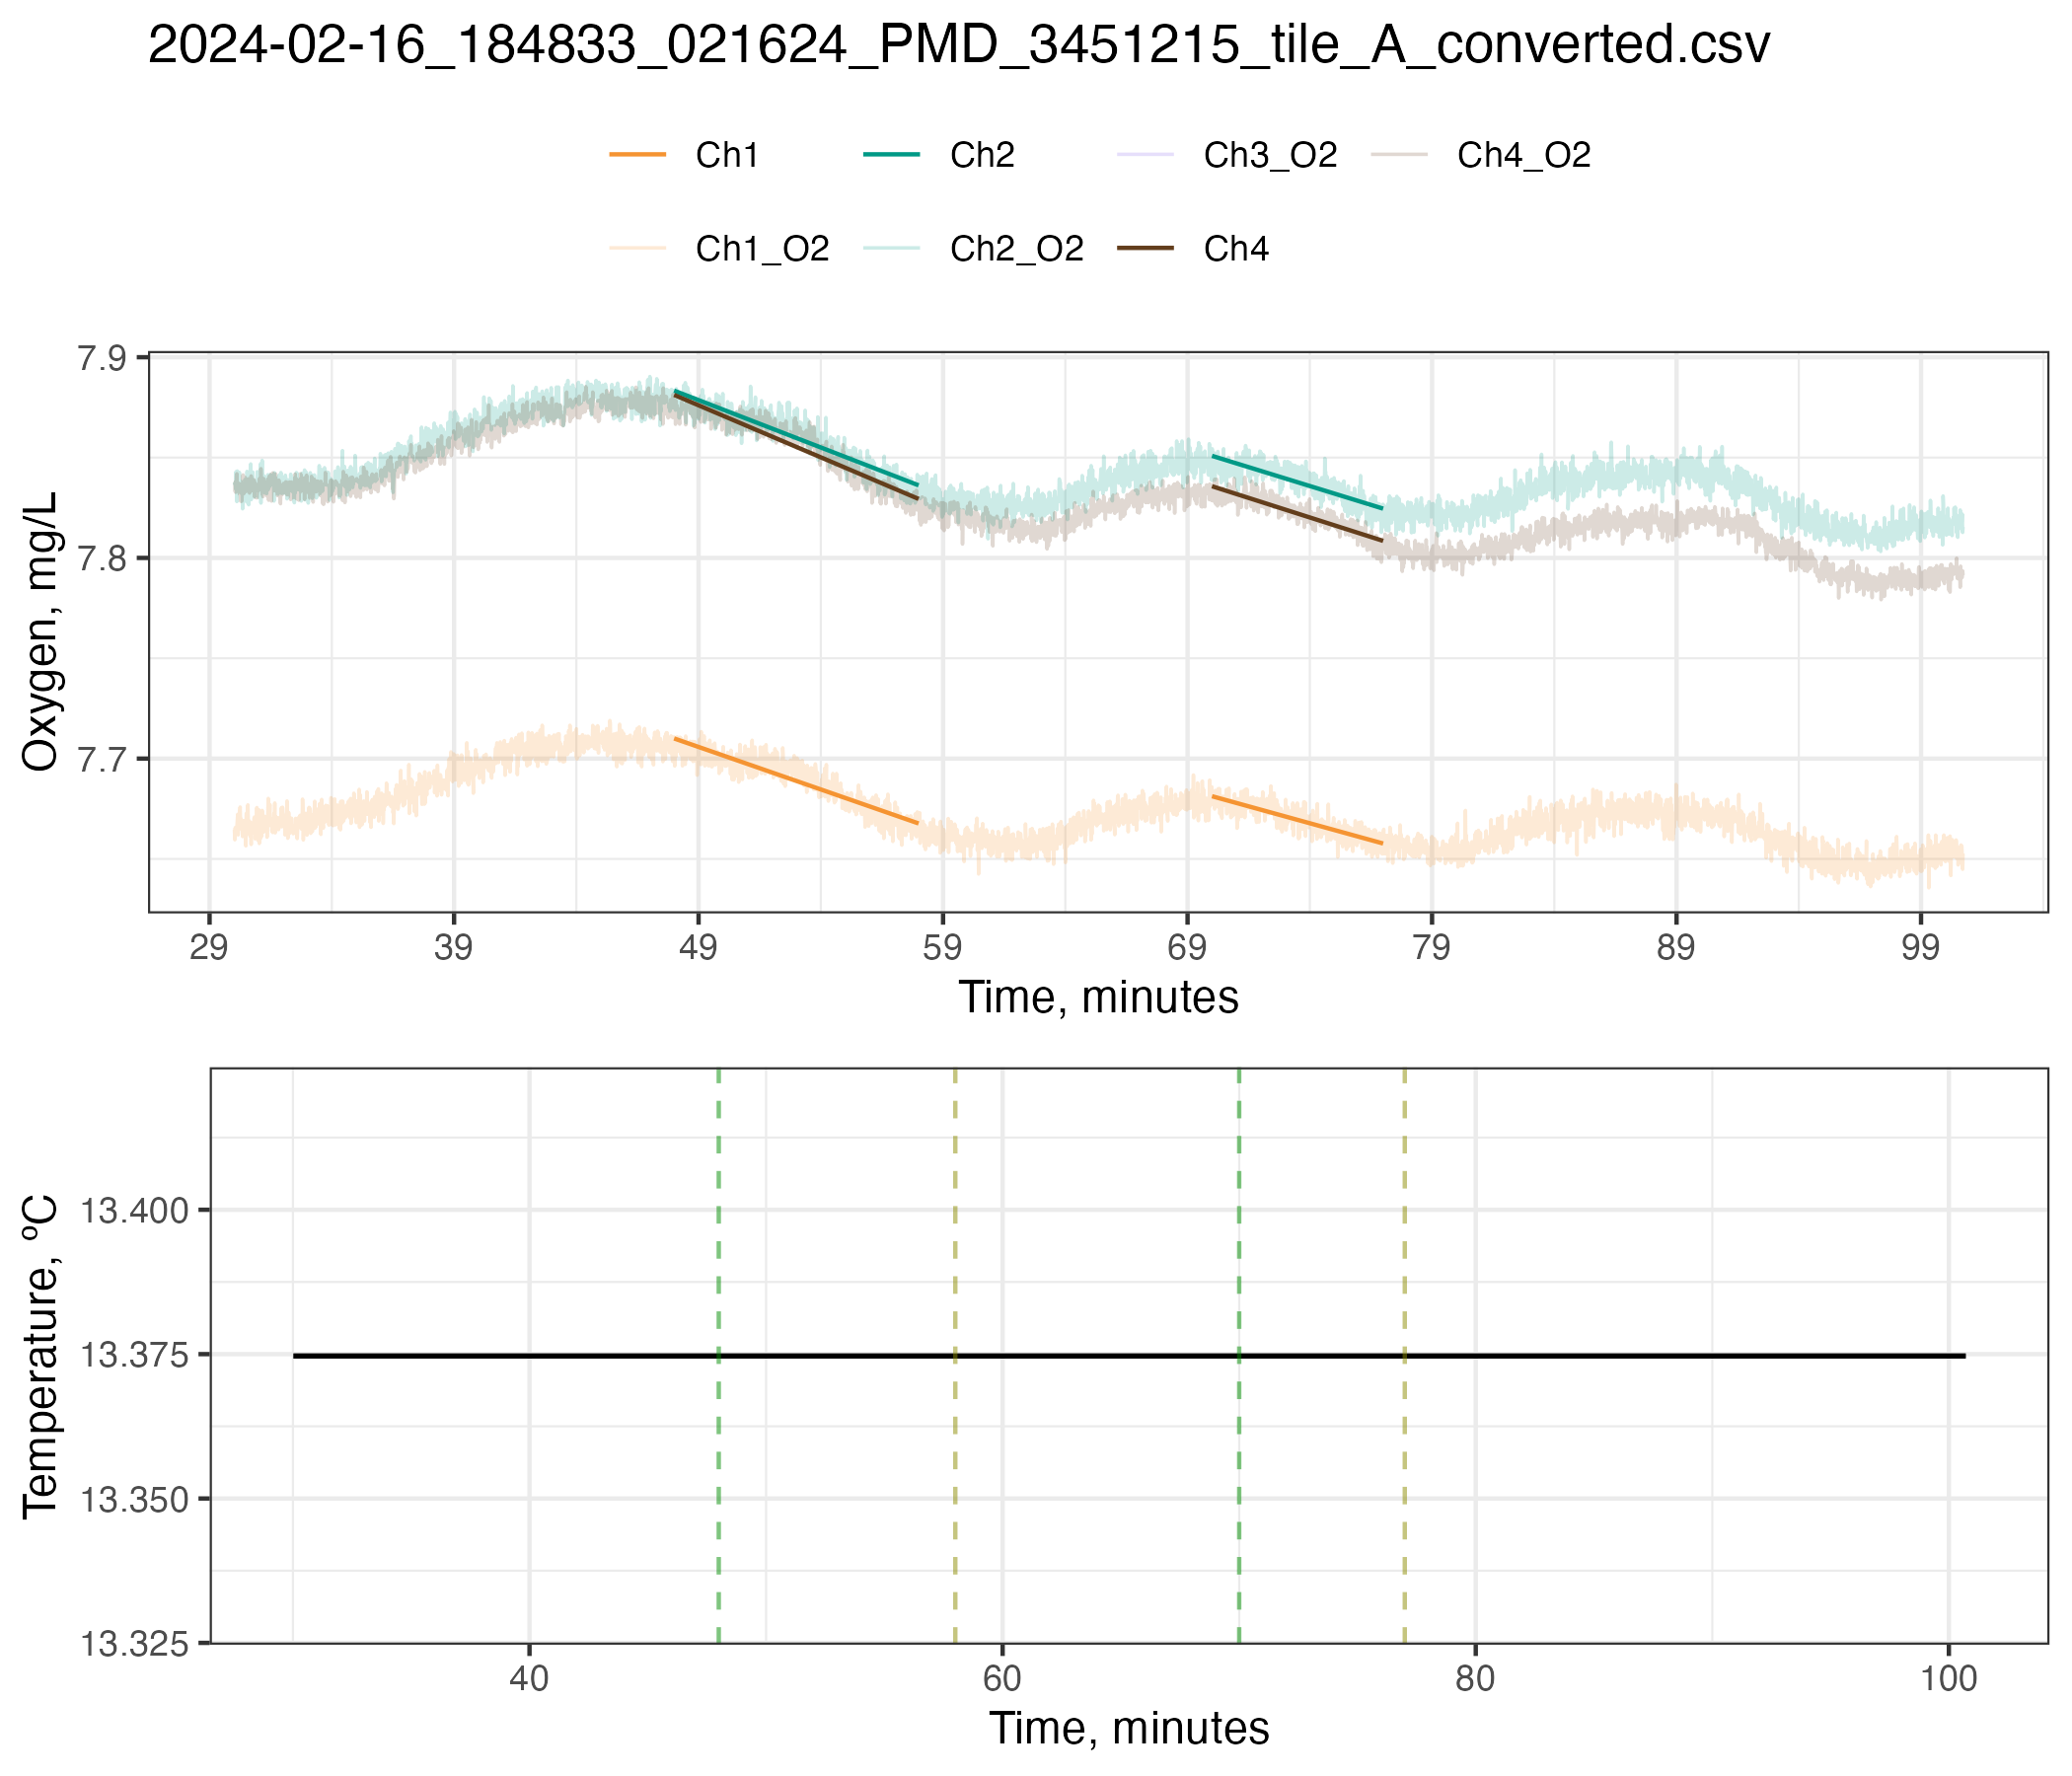 2024-02-16_184833_021624_PMD_3451215_tile_A_converted.csv
Ch1 Ch2 Ch3_O2 Ch4_O2
Ch1_O2 Ch2_O2 Ch4
Oxygen, mg/L
7.9
7.8
7.7
29 39 49 59 69 79 89 99
Time, minutes
Temperature, ºC
13.400
13.375
13.350
13.325
40 60 80 100
Time, minutes